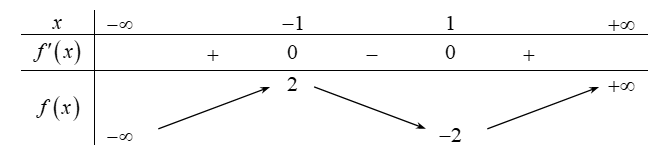 x −∞ −1 1 +∞
f′(x) + 0 − 0 +
2 +∞
f(x)
−∞ −2